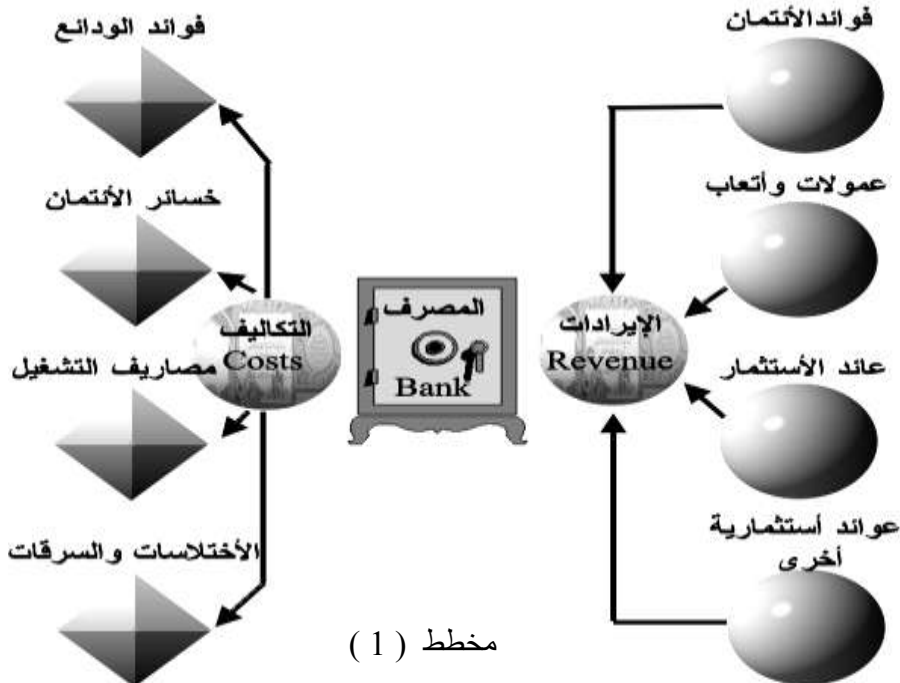 فوائدالأئتمان
عمولات وأتعاب
عائد الأستثمار
عوائد أستثمارية
أخرى
الإيرادات
Revenue
المصرف
Bank
التكاليف
Costs
فوائد الودائع
خسائر الأئتمان
مصاريف التشغيل
الأختلاسات والسرقات
مخطط ( 1 )